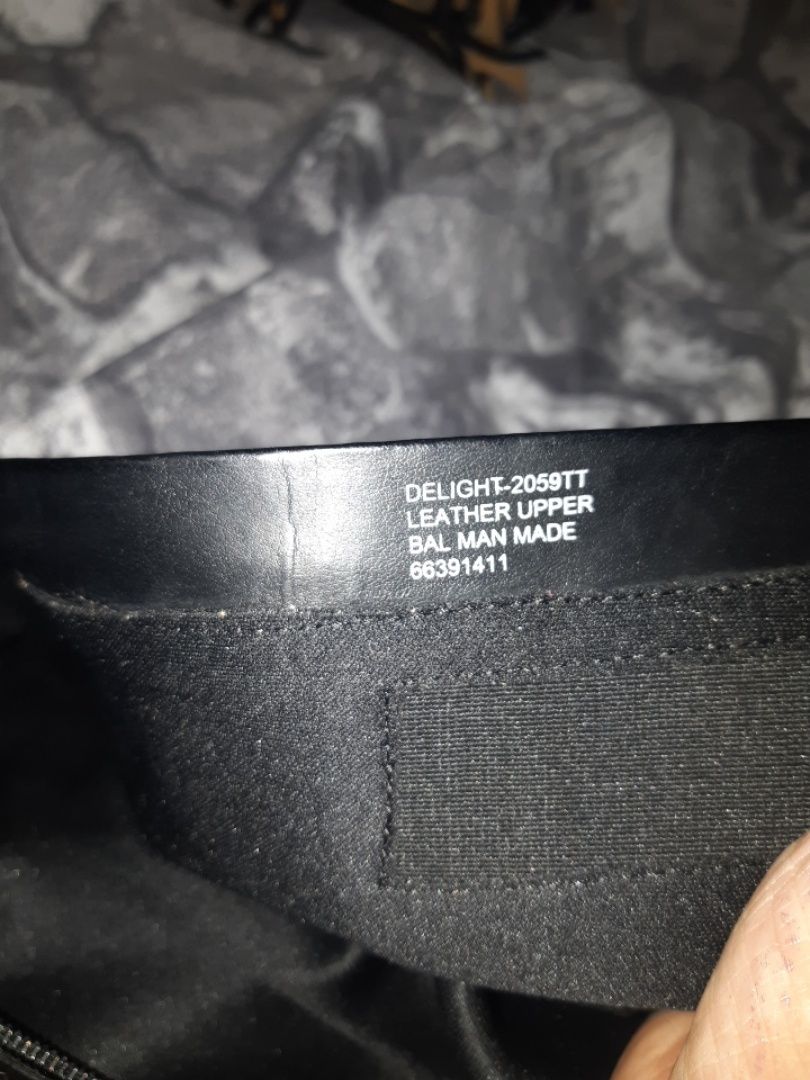 DELIGHT-2059TT
LEATHER UPPER
BAL MAN MADE
66391411